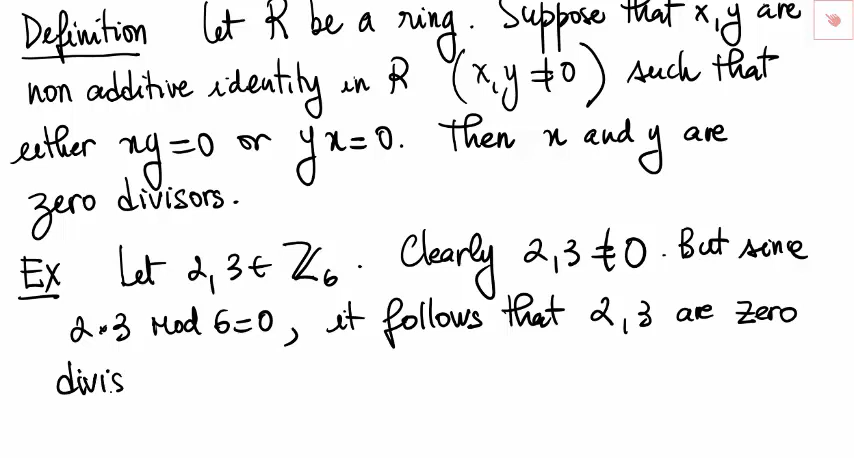 Definition Let R be a ring. Suppose that x, y are
non additive identity in R (x, y ≠ 0) such that
either xy = 0 or yx = 0. Then x and y are
zero divisors.
Ex Let 2, 3 ∈ ℤ₆. Clearly 2, 3 ≠ 0. But since
2 * 3 Mod 6 = 0, it follows that 2, 3 are zero
divis